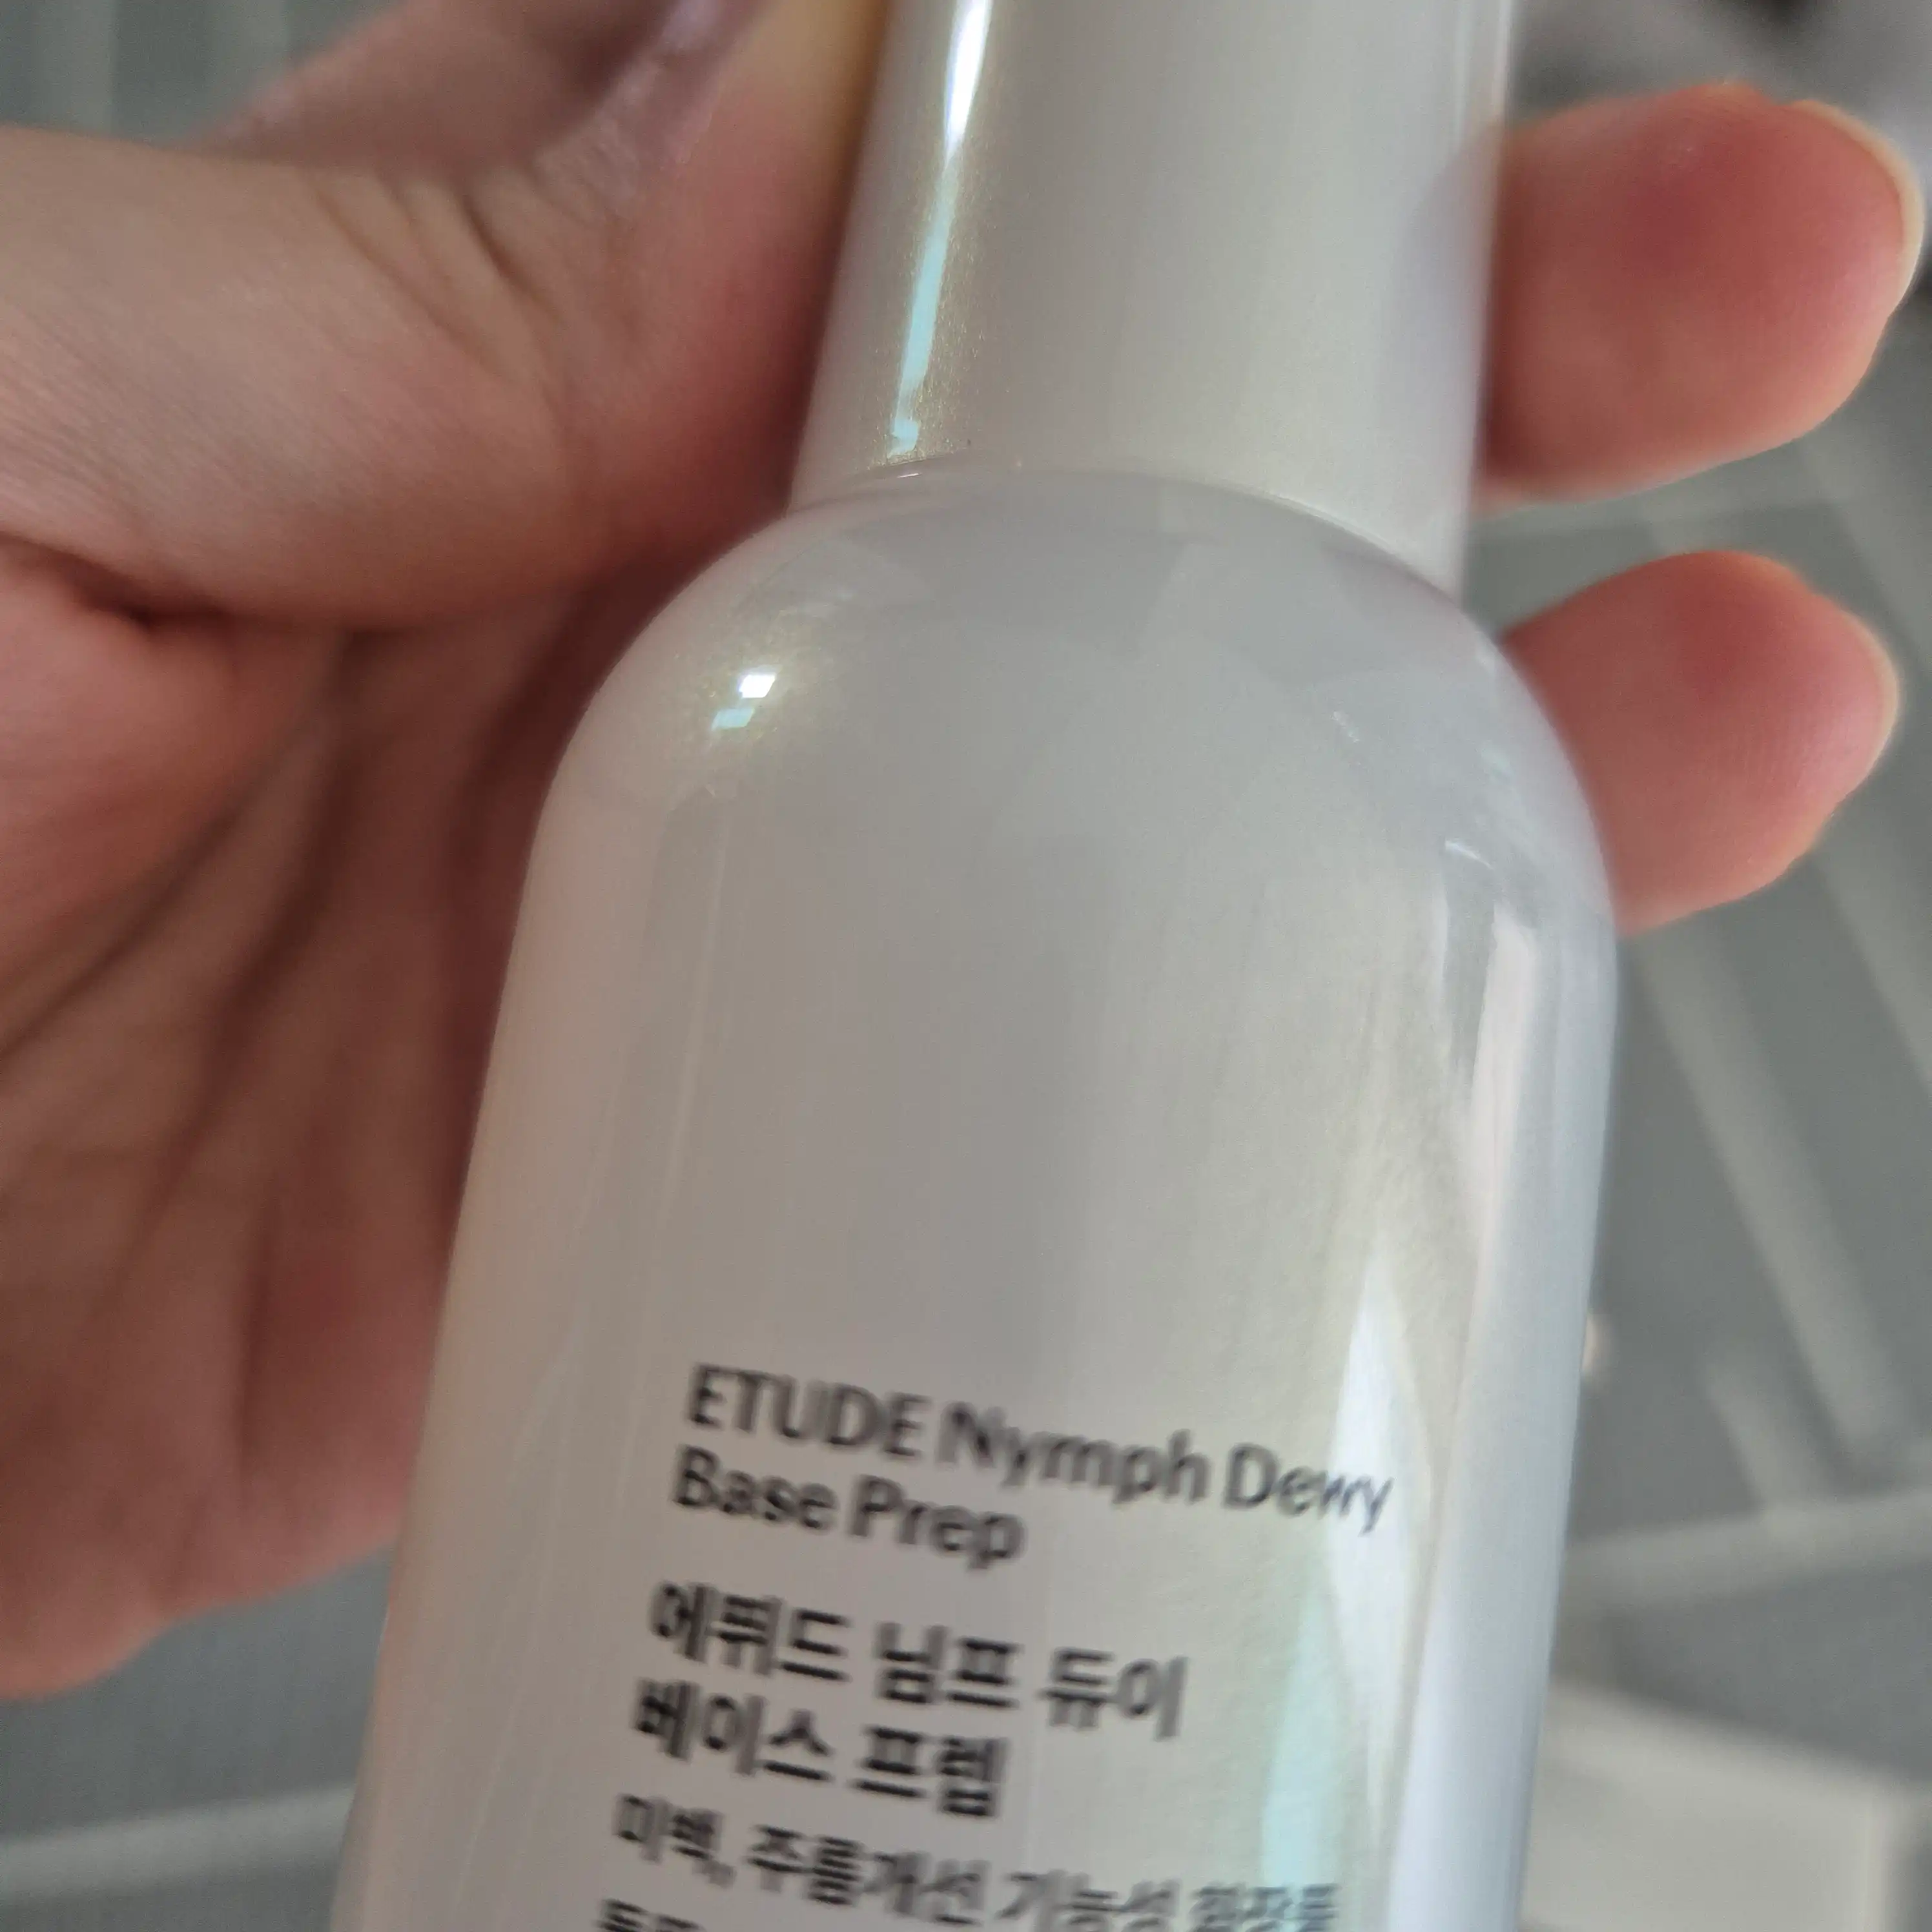 ETUDE Nymph Dewy
Base Prep
에뛰드 님프 듀이
베이스 프렙
미백, 주름개선 기능성 화장품